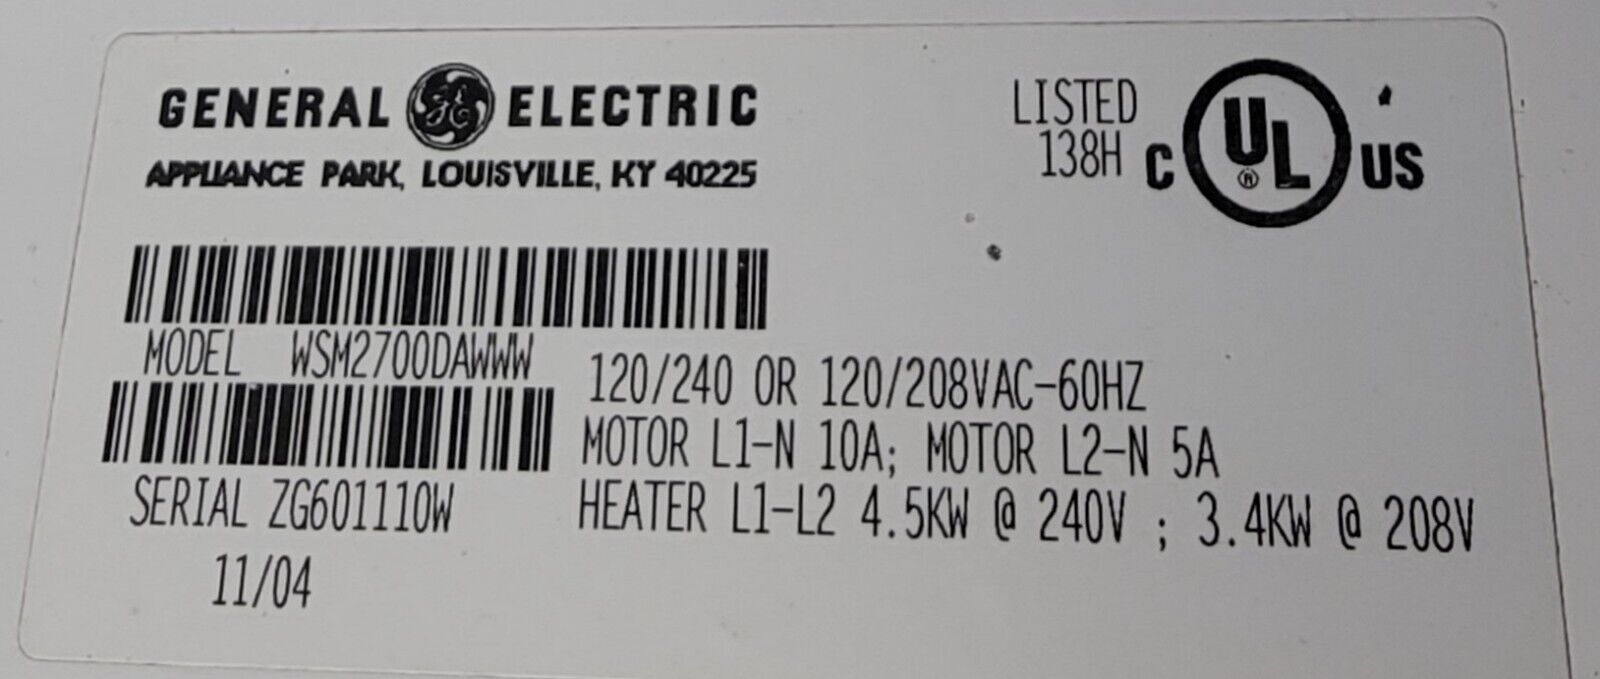 GENERAL GE ELECTRIC
APPLIANCE PARK, LOUISVILLE, KY 40225
LISTED
138H
C UL® US
MODEL WSM2700DAWWW
SERIAL ZG601110W
11/04
120/240 OR 120/208VAC-60HZ
MOTOR L1-N 10A; MOTOR L2-N 5A
HEATER L1-L2 4.5KW @ 240V ; 3.4KW @ 208V